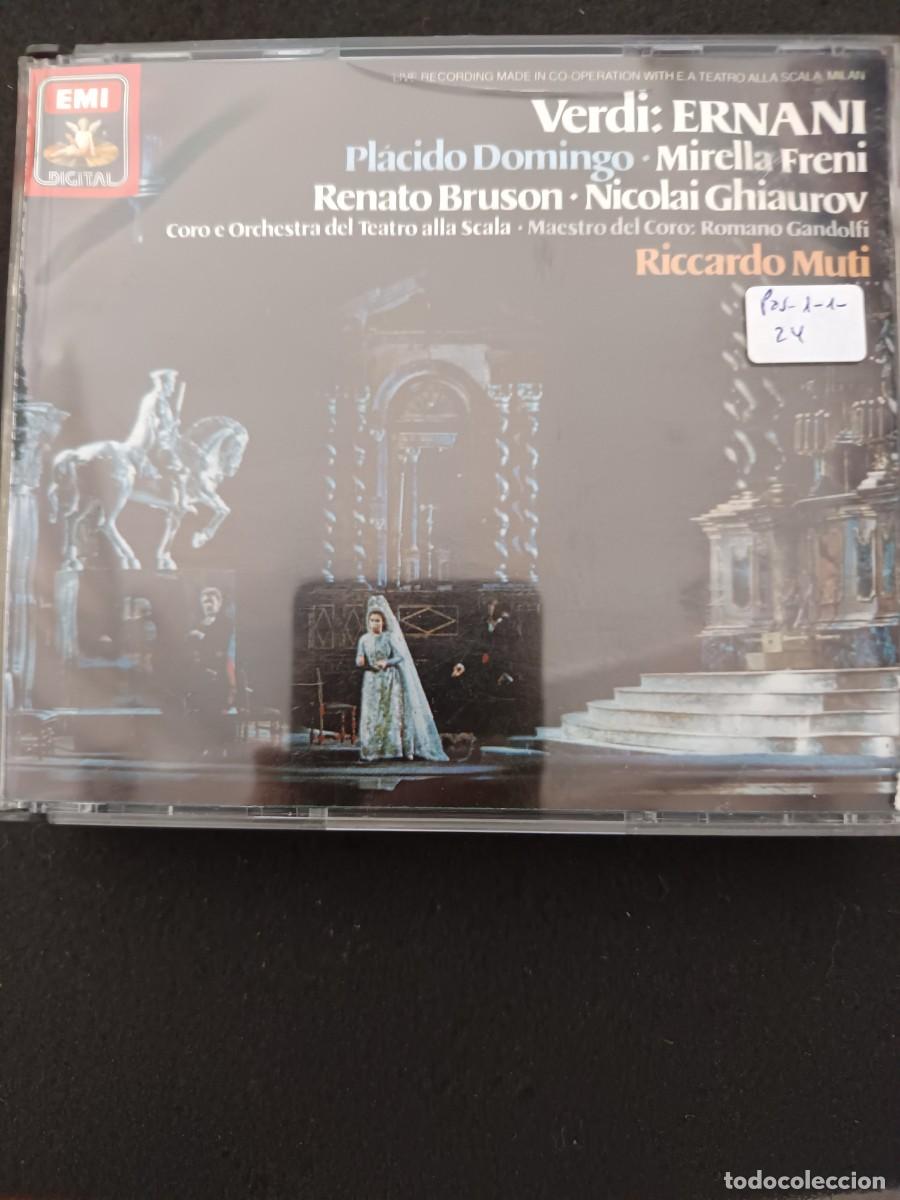 LIVE RECORDING MADE IN CO-OPERATION WITH E.A TEATRO ALLA SCALA, MILAN
EMI
DIGITAL
Verdi: ERNANI
Plácido Domingo · Mirella Freni
Renato Bruson · Nicolai Ghiaurov
Coro e Orchestra del Teatro alla Scala · Maestro del Coro: Romano Gandolfi
Riccardo Muti
24
todocoleccion